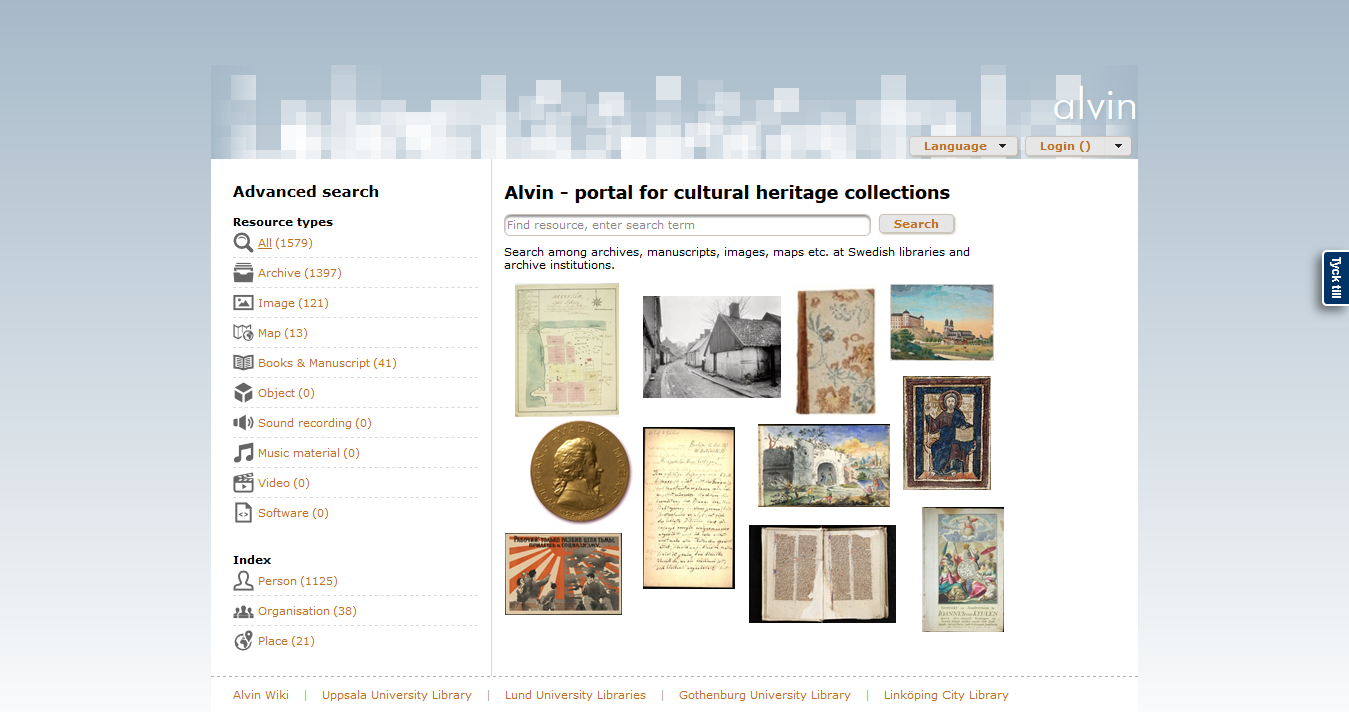 alvin
Language
Login ()
Advanced search
Resource types
All (1579)
Archive (1397)
Image (121)
Map (13)
Books & Manuscript (41)
Object (0)
Sound recording (0)
Music material (0)
Video (0)
Software (0)
Index
Person (1125)
Organisation (38)
Place (21)
Alvin - portal for cultural heritage collections
Find resource, enter search term
Search
Search among archives, manuscripts, images, maps etc. at Swedish libraries and
archive institutions.
Tyck till
Alvin Wiki | Uppsala University Library | Lund University Libraries | Gothenburg University Library | Linköping City Library